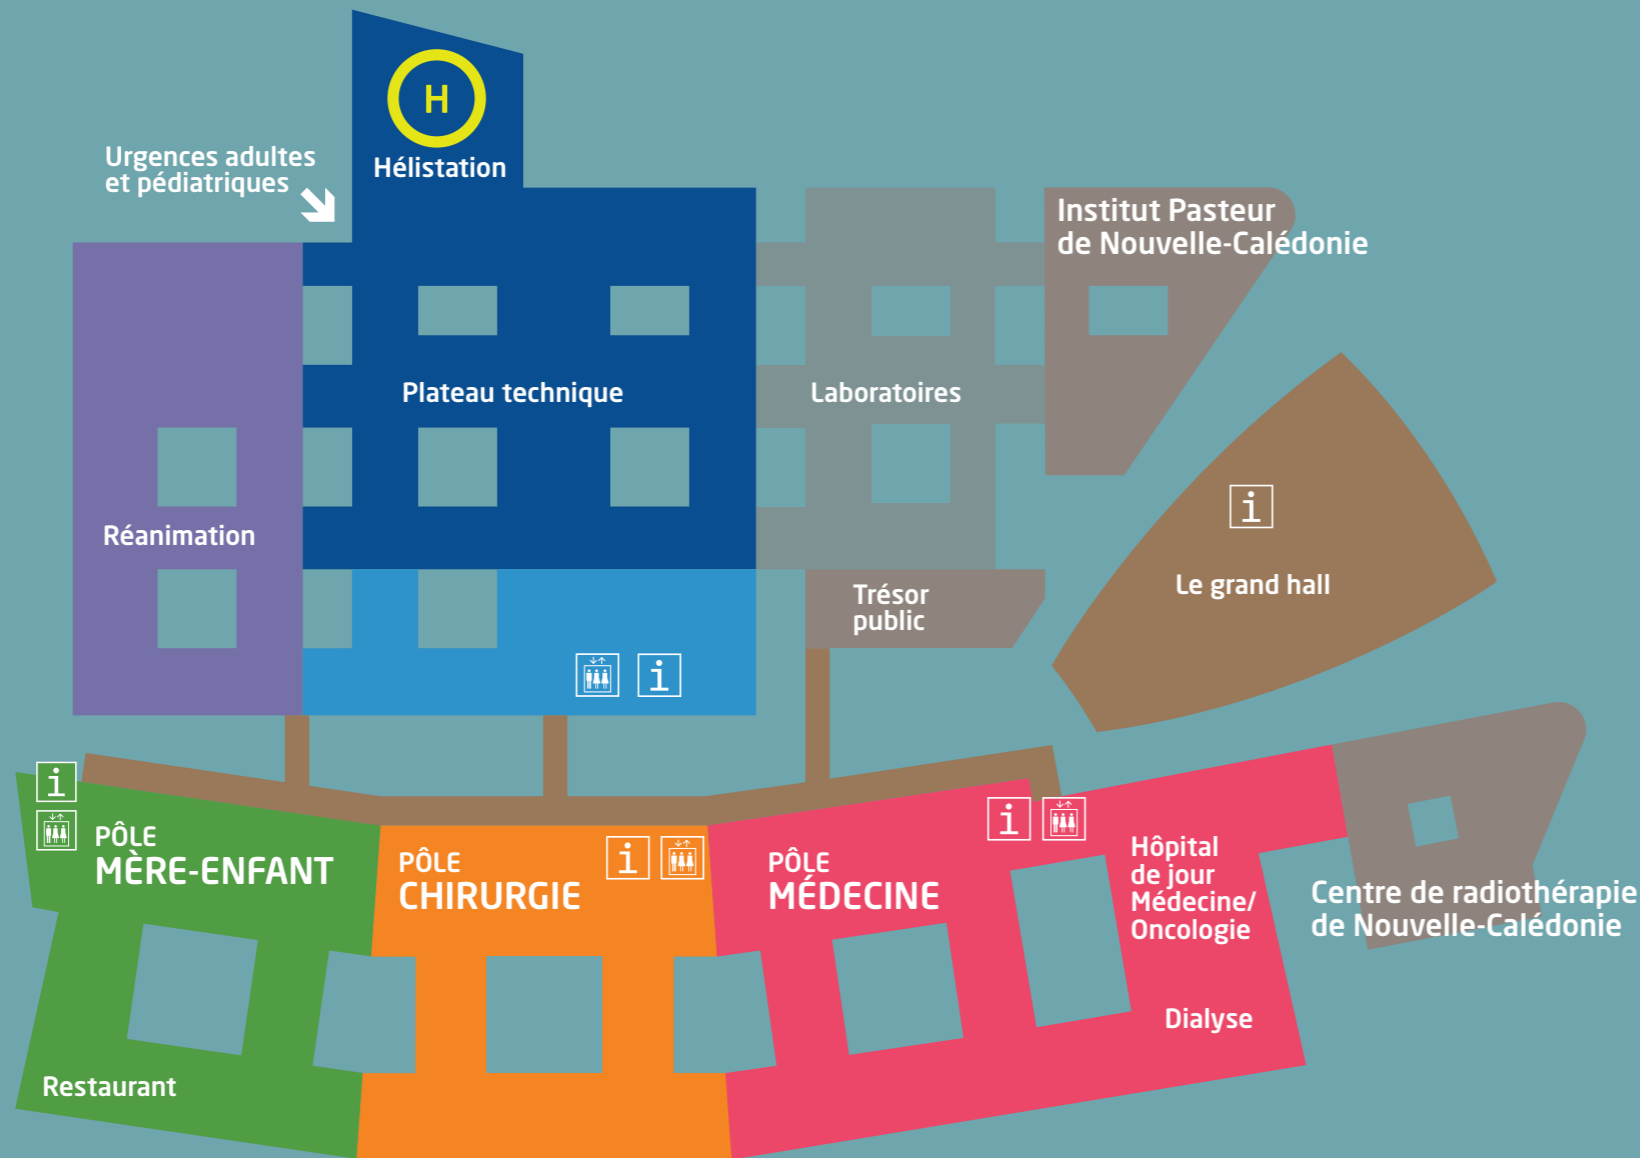 H
Hélistation
Urgences adultes
et pédiatriques
Institut Pasteur
de Nouvelle-Calédonie
Plateau technique
Laboratoires
Réanimation
i
Le grand hall
Trésor
public
i
i
PÔLE
MÈRE-ENFANT
PÔLE
CHIRURGIE
i
PÔLE
MÉDECINE
i
Hôpital
de jour
Médecine/
Oncologie
Centre de radiothérapie
de Nouvelle-Calédonie
Dialyse
Restaurant